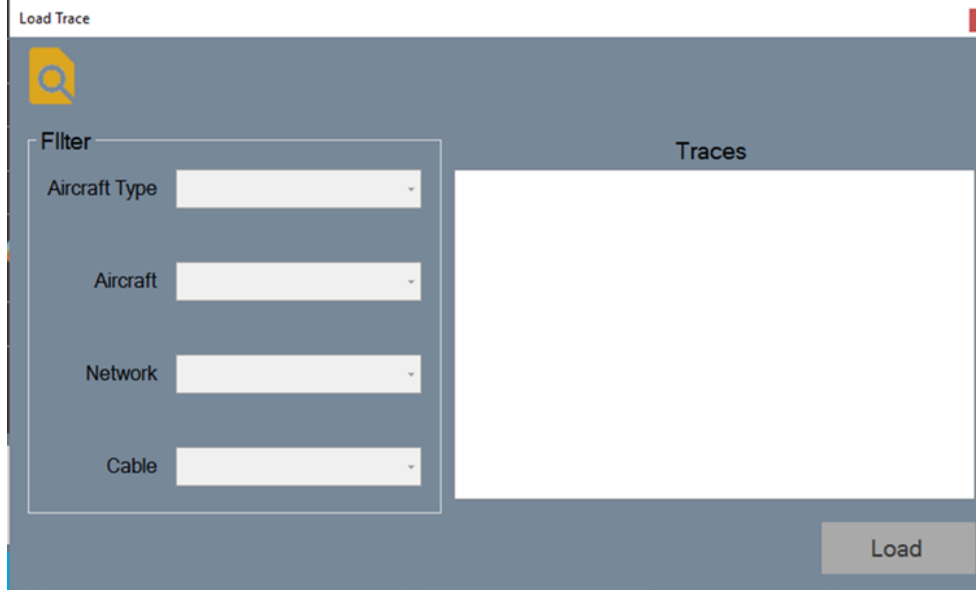 Load Trace
FIlter
Aircraft Type
Aircraft
Network
Cable
Traces
Load